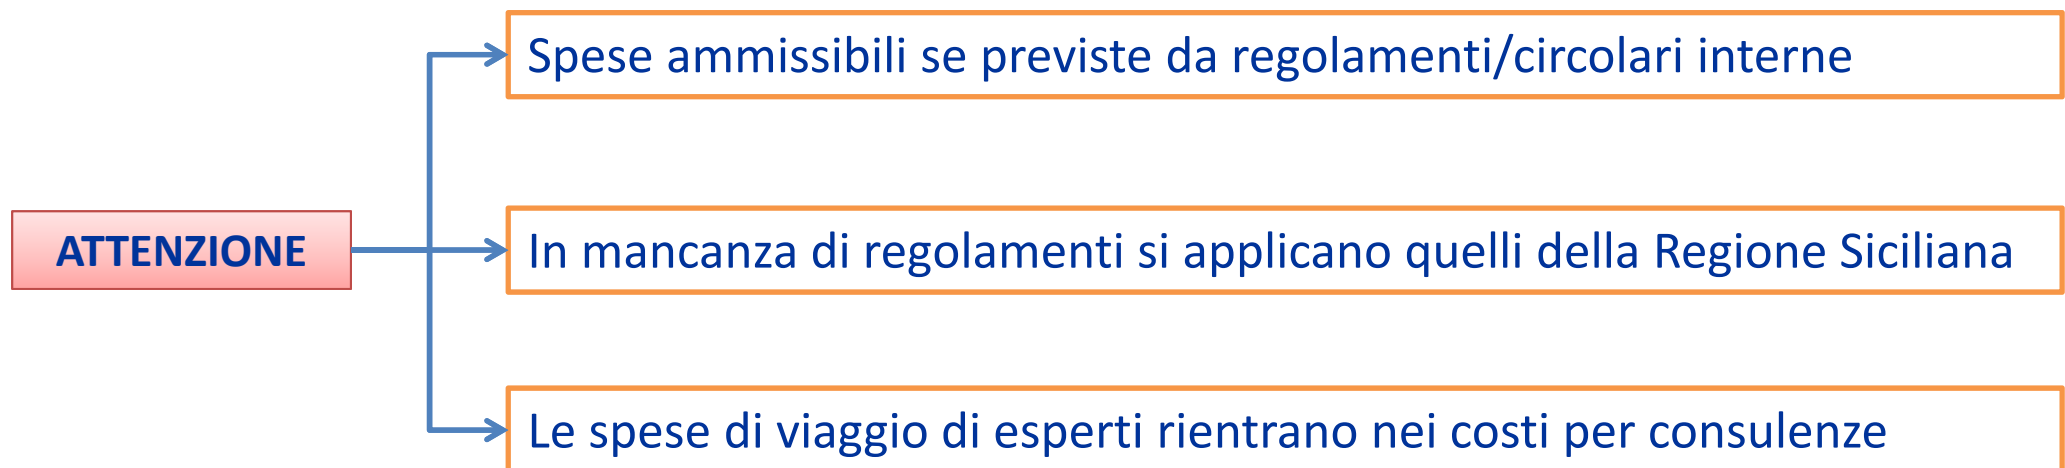 Spese ammissibili se previste da regolamenti/circolari interne
ATTENZIONE
In mancanza di regolamenti si applicano quelli della Regione Siciliana
Le spese di viaggio di esperti rientrano nei costi per consulenze